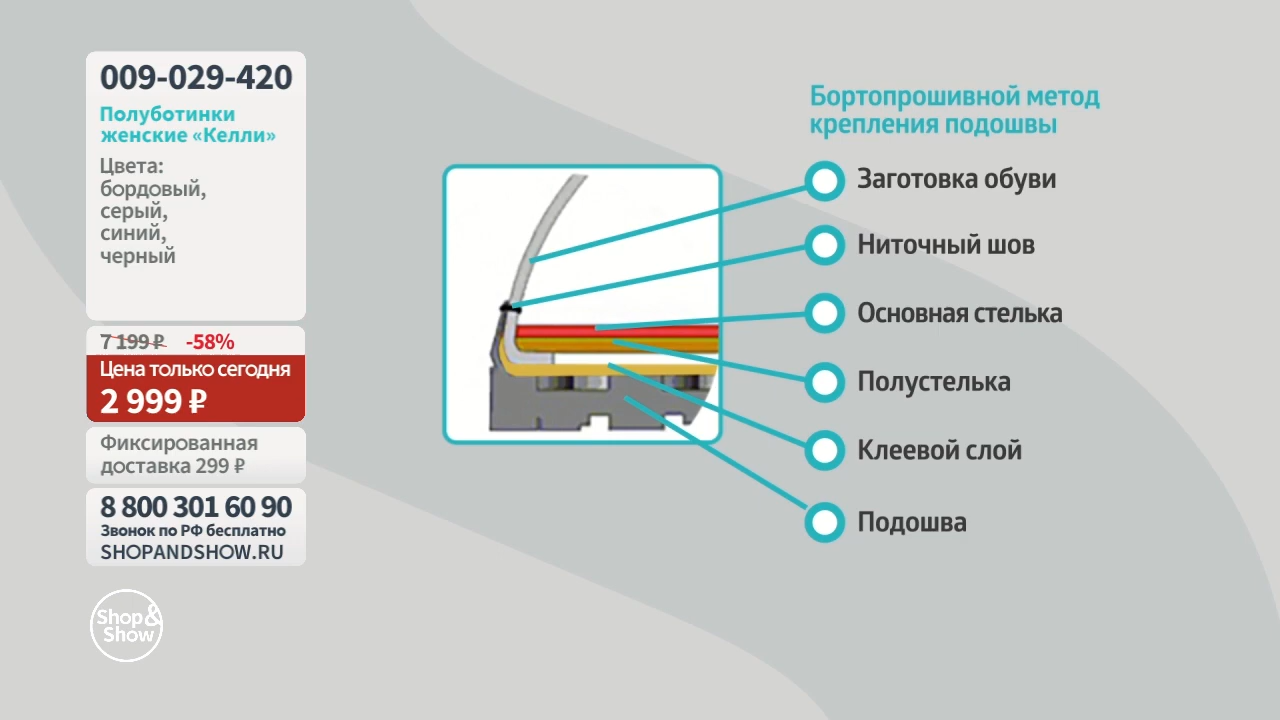 009-029-420
Полуботинки
женские «Келли»
Цвета:
бордовый,
серый,
синий,
черный
7 199 ₽ -58%
Цена только сегодня
2 999 ₽
Фиксированная
доставка 299 ₽
8 800 301 60 90
Звонок по РФ бесплатно
SHOPANDSHOW.RU
Shop&
Show
Бортопрошивной метод
крепления подошвы
Заготовка обуви
Ниточный шов
Основная стелька
Полустелька
Клеевой слой
Подошва